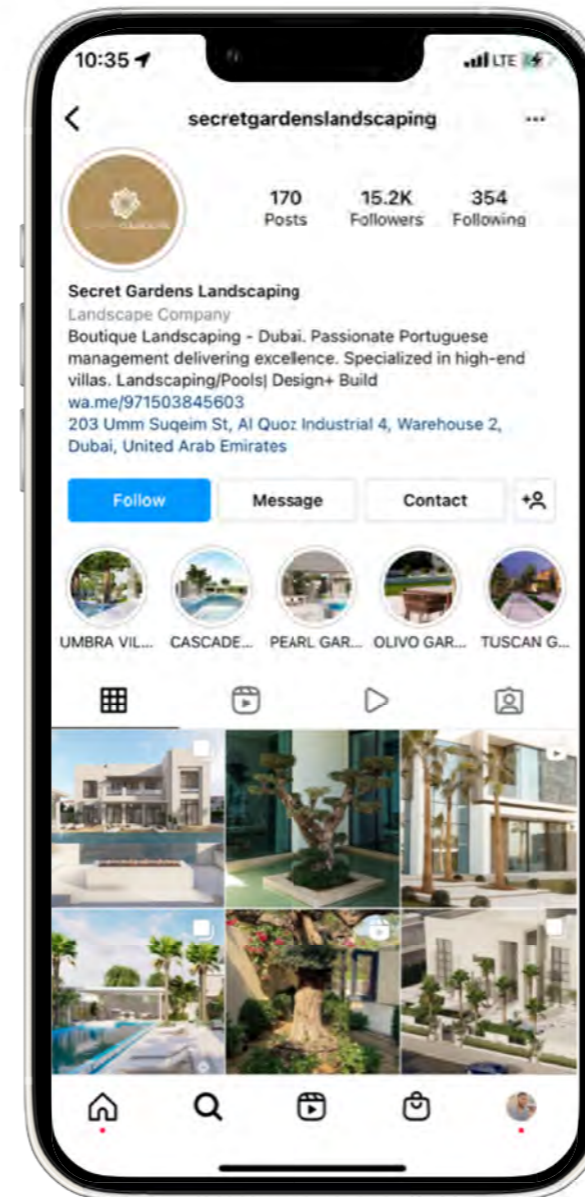 10:35
LTE
secretgardenslandscaping
170 15.2K 354
Posts Followers Following
Secret Gardens Landscaping
Landscape Company
Boutique Landscaping - Dubai. Passionate Portuguese
management delivering excellence. Specialized in high-end
villas. Landscaping/Pools| Design+ Build
wa.me/971503845603
203 Umm Suqeim St, Al Quoz Industrial 4, Warehouse 2,
Dubai, United Arab Emirates
Follow Message Contact
UMBRA VIL... CASCADE... PEARL GAR... OLIVO GAR... TUSCAN G...